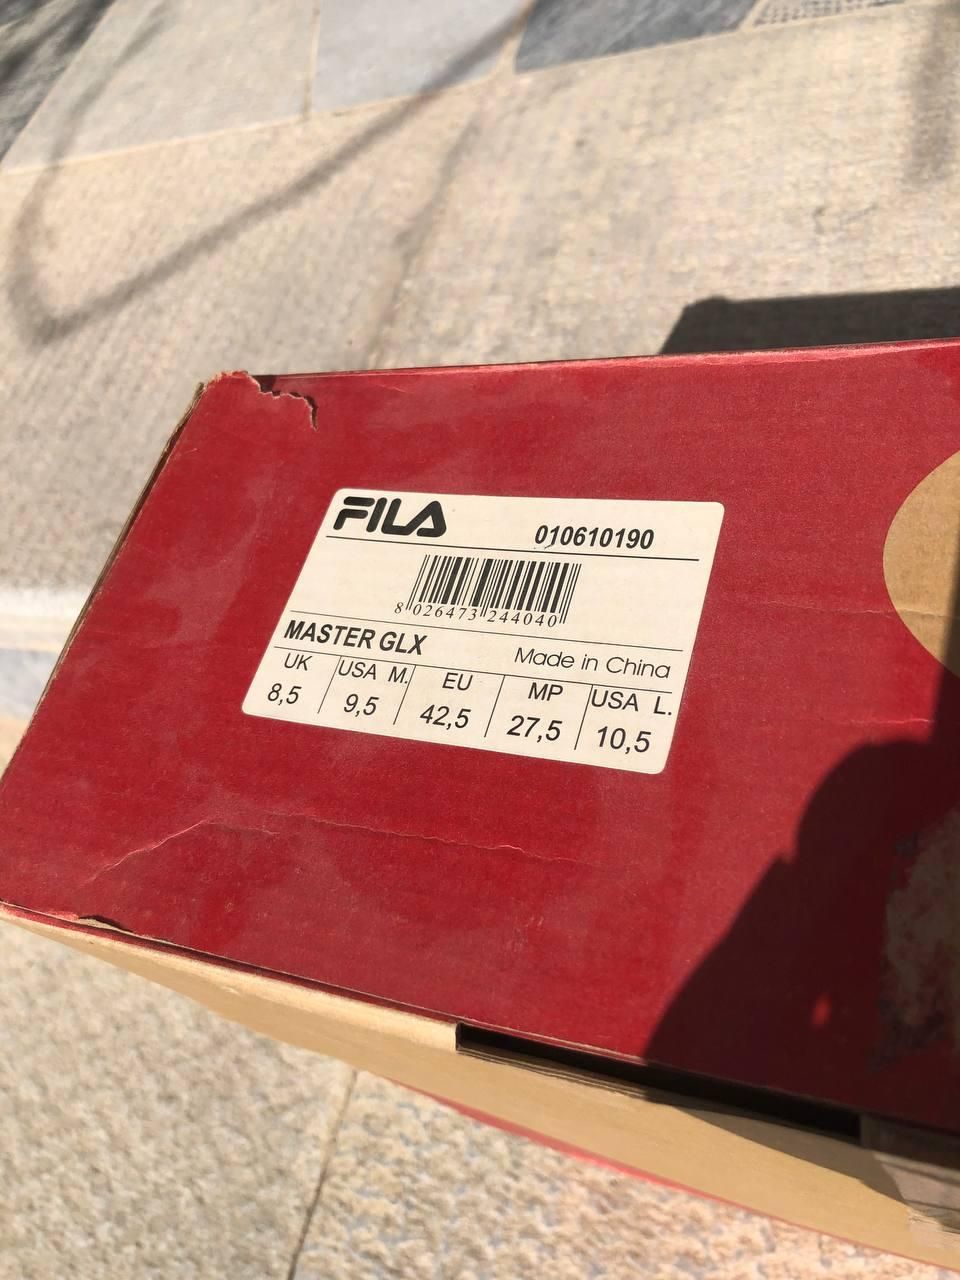 FILA 010610190
8 026473 244040
MASTER GLX Made in China
UK USA M. EU MP USA L.
8,5 9,5 42,5 27,5 10,5